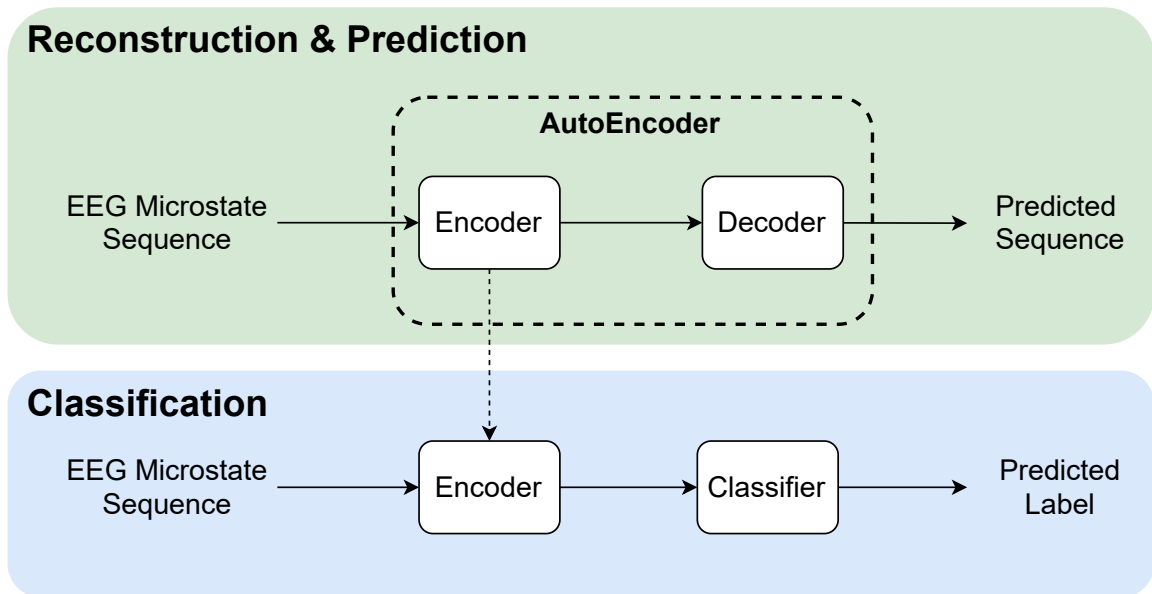 Reconstruction & Prediction
AutoEncoder
EEG Microstate
Sequence
Encoder
Decoder
Predicted
Sequence
Classification
EEG Microstate
Sequence
Encoder
Classifier
Predicted
Label